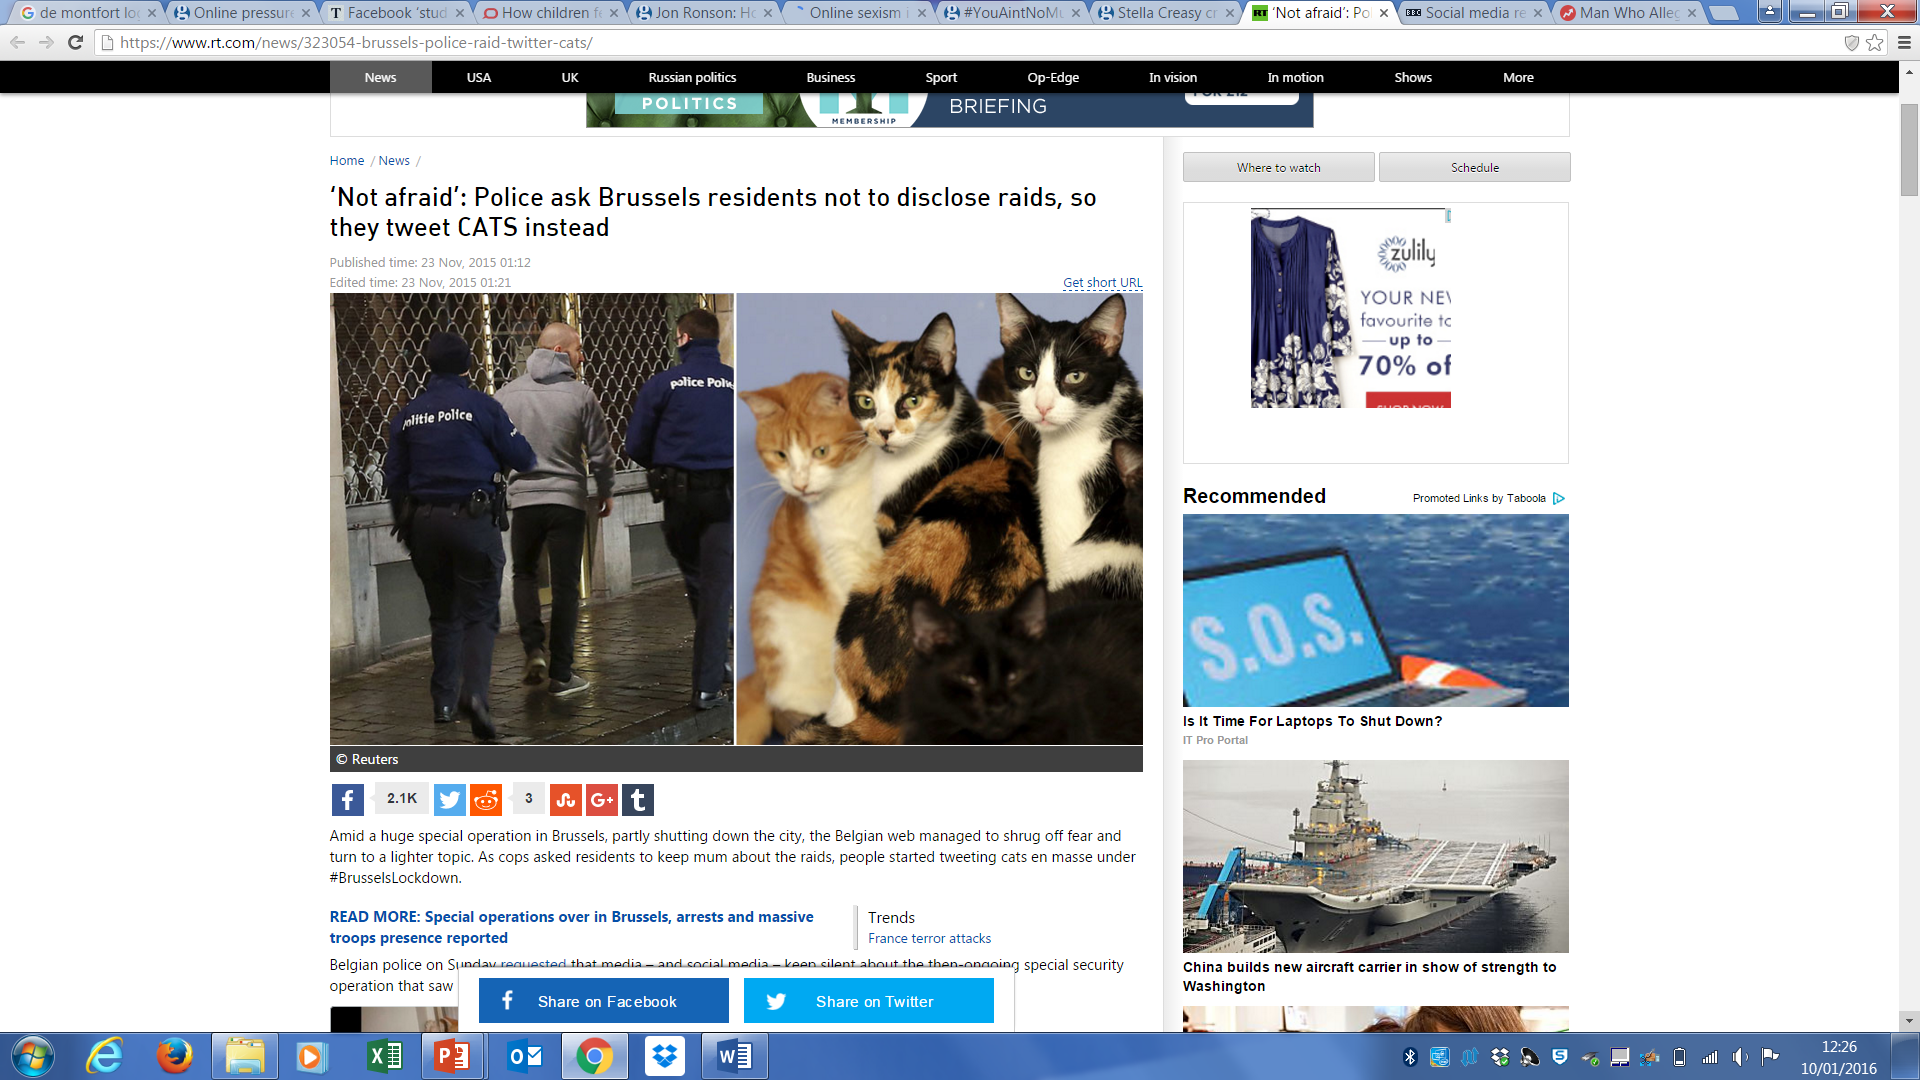 de montfort lo
Online pressure
Facebook 'stud
How children f
Jon Ronson: Ho
Online sexism i
#YouAintNoMu
Stella Creasy cr
'Not afraid': Po
Social media re
Man Who Alleg
https://www.rt.com/news/323054-brussels-police-raid-twitter-cats/
News USA UK Russian politics Business Sport Op-Edge In vision In motion Shows More
POLITICS
MEMBERSHIP
BRIEFING
Home / News /
Where to watch
Schedule
'Not afraid': Police ask Brussels residents not to disclose raids, so
they tweet CATS instead
Published time: 23 Nov, 2015 01:12
Edited time: 23 Nov, 2015 01:21
Get short URL
Politie Police
police
© Reuters
2.1K
3
Amid a huge special operation in Brussels, partly shutting down the city, the Belgian web managed to shrug off fear and
turn to a lighter topic. As cops asked residents to keep mum about the raids, people started tweeting cats en masse under
#BrusselsLockdown.
READ MORE: Special operations over in Brussels, arrests and massive
troops presence reported
Trends
France terror attacks
Belgian police on Sunday requested that media – and social media – keep silent about the then-ongoing special security
operation that saw
Share on Facebook
Share on Twitter
zulily
YOUR NEW
favourite to
up to
70% of
SHOP NOW
Recommended
Promoted Links by Taboola
S.O.S.
Is It Time For Laptops To Shut Down?
IT Pro Portal
China builds new aircraft carrier in show of strength to
Washington
12:26
10/01/2016